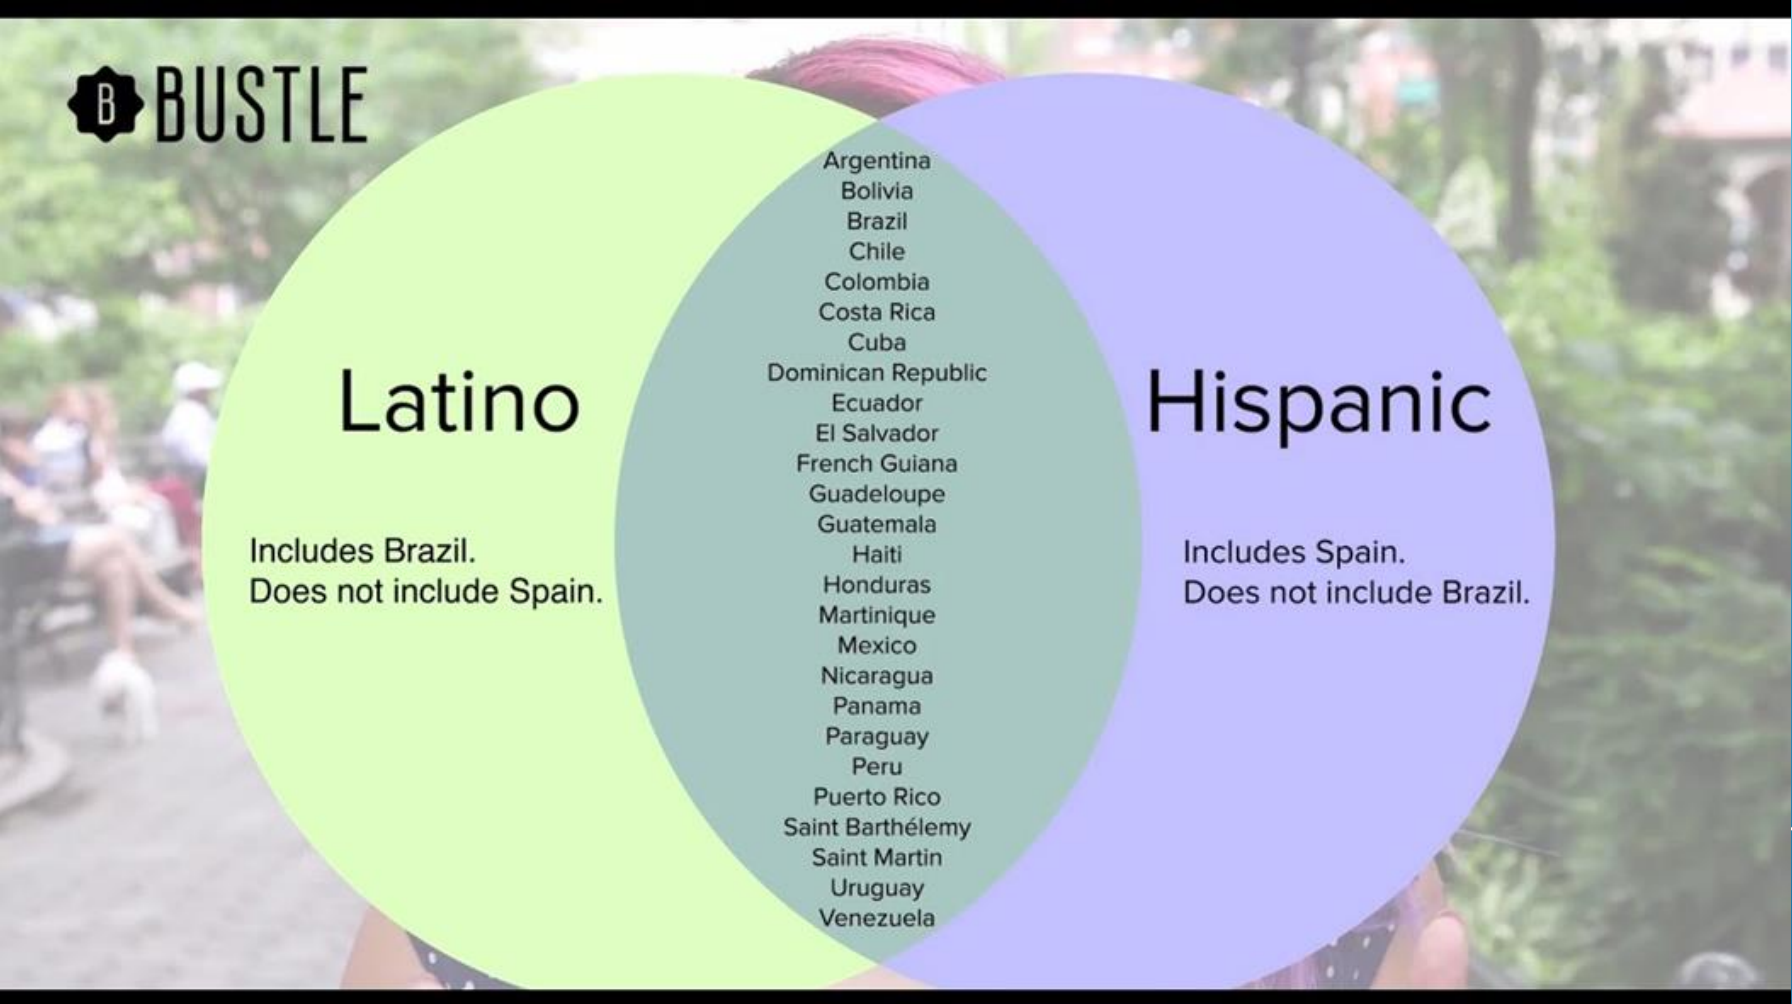 B BUSTLE
Latino
Includes Brazil.
Does not include Spain.
Argentina
Bolivia
Brazil
Chile
Colombia
Costa Rica
Cuba
Dominican Republic
Ecuador
El Salvador
French Guiana
Guadeloupe
Guatemala
Haiti
Honduras
Martinique
Mexico
Nicaragua
Panama
Paraguay
Peru
Puerto Rico
Saint Barthélemy
Saint Martin
Uruguay
Venezuela
Hispanic
Includes Spain.
Does not include Brazil.